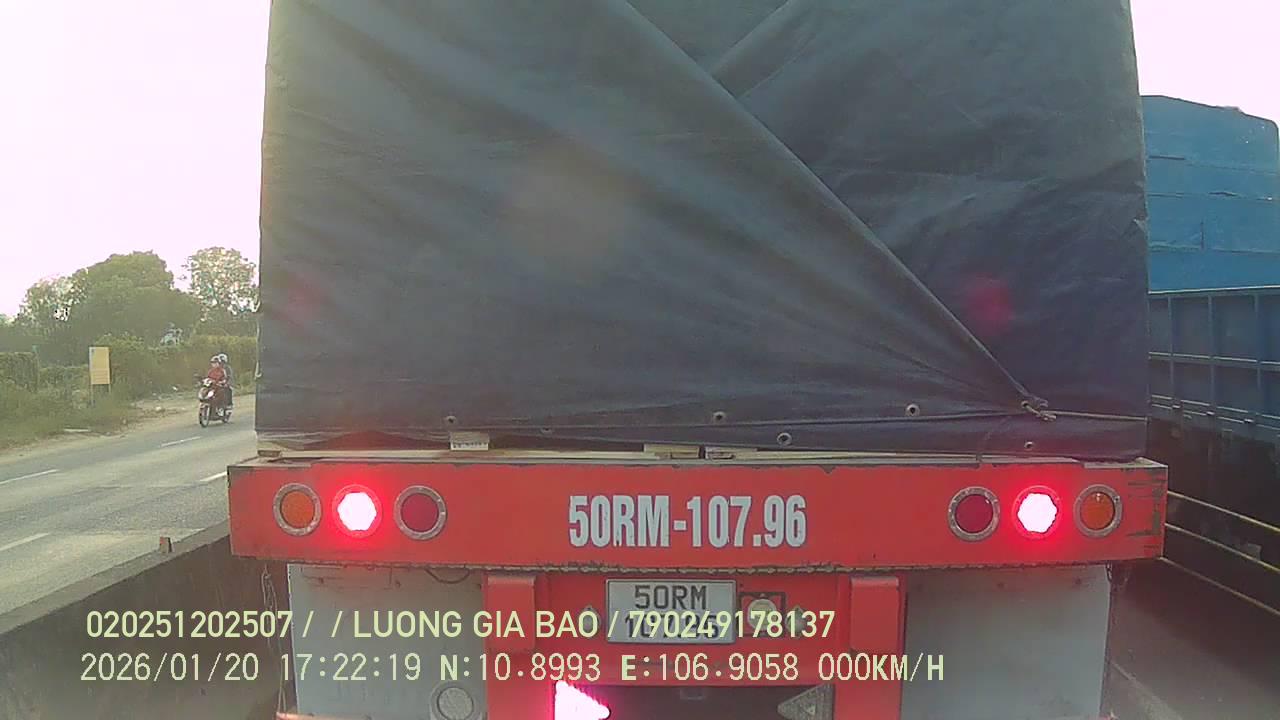 50RM-107.96
50RM
020251202507 / / LUONG GIA BAO / 790249178137
2026/01/20 17:22:19 N:10.8993 E:106.9058 000KM/H